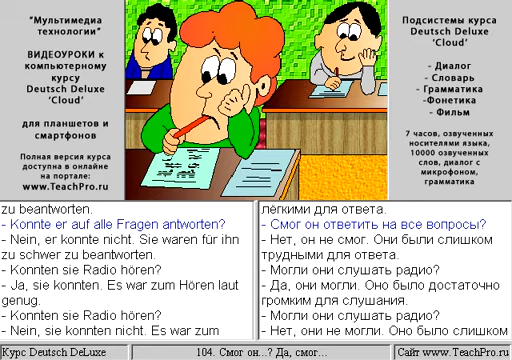 "Мультимедиа
технологии"
ВИДЕОУРОКИ к
компьютерному
курсу
Deutsch Deluxe
'Cloud'
для планшетов и
смартфонов
Полная версия курса
доступна в онлайне
на портале:
www.TeachPro.ru
Подсистемы курса
Deutsch Deluxe
'Cloud'
- Диалог
- Словарь
- Грамматика
-Фонетика
- Фильм
7 часов, озвученных
носителями языка,
10000 озвученных
слов, диалог с
микрофоном,
грамматика
zu beantworten.
- Konnte er auf alle Fragen antworten?
- Nein, er konnte nicht. Sie waren für ihn
zu schwer zu beantworten.
- Konnten sie Radio hören?
- Ja, sie konnten. Es war zum Hören laut
genug.
- Konnten sie Radio hören?
- Nein, sie konnten nicht. Es war zum
лёгкими для ответа.
- Смог он ответить на все вопросы?
- Нет, он не смог. Они были слишком
трудными для ответа.
- Могли они слушать радио?
- Да, они могли. Было достаточно
громким для слушания.
- Могли они слушать радио?
- Нет, они не могли. Было слишком
Курс Deutsch DeLuxe
104. Смог он...? Да, смог...
Сайт www.TeachPro.ru